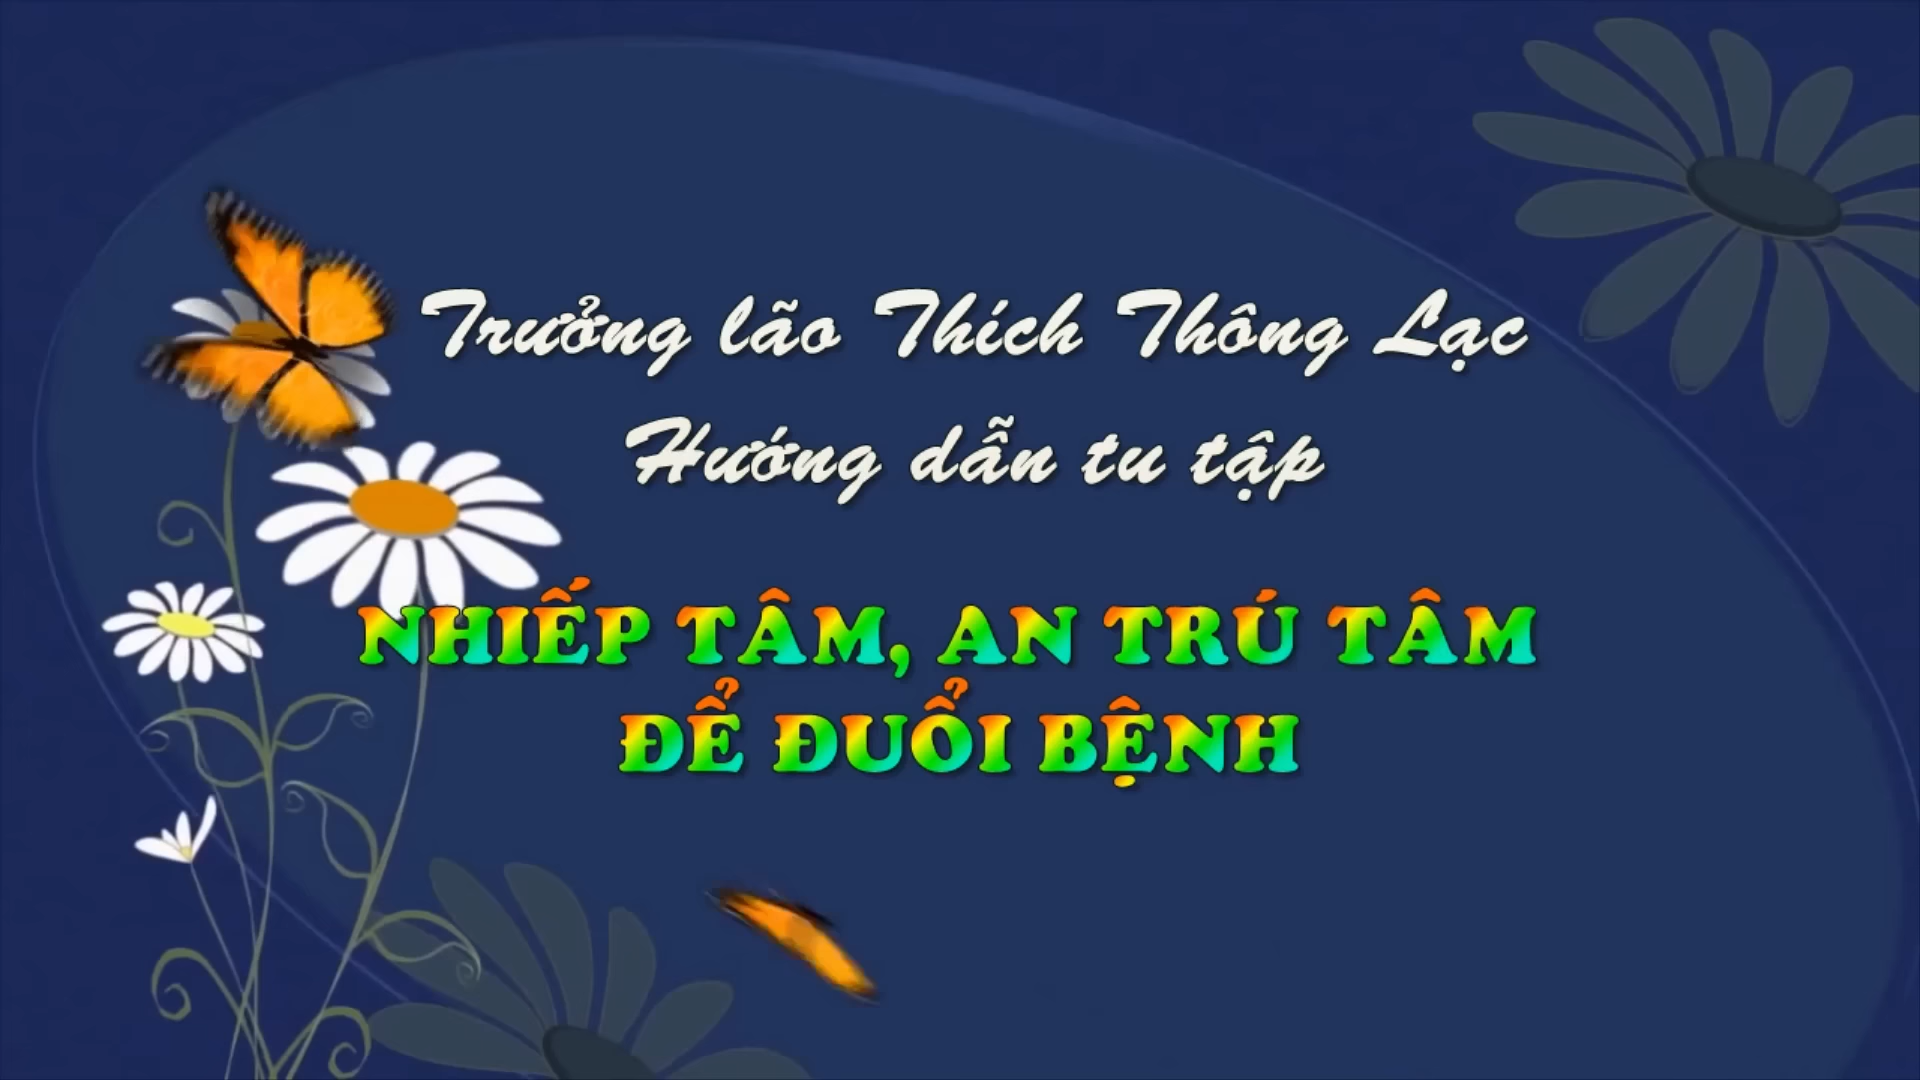 Trưởng lão Thích Thông Lạc
Hướng dẫn tu tập
NHIẾP TÂM, AN TRÚ TÂM
ĐỂ ĐUỔI BỆNH